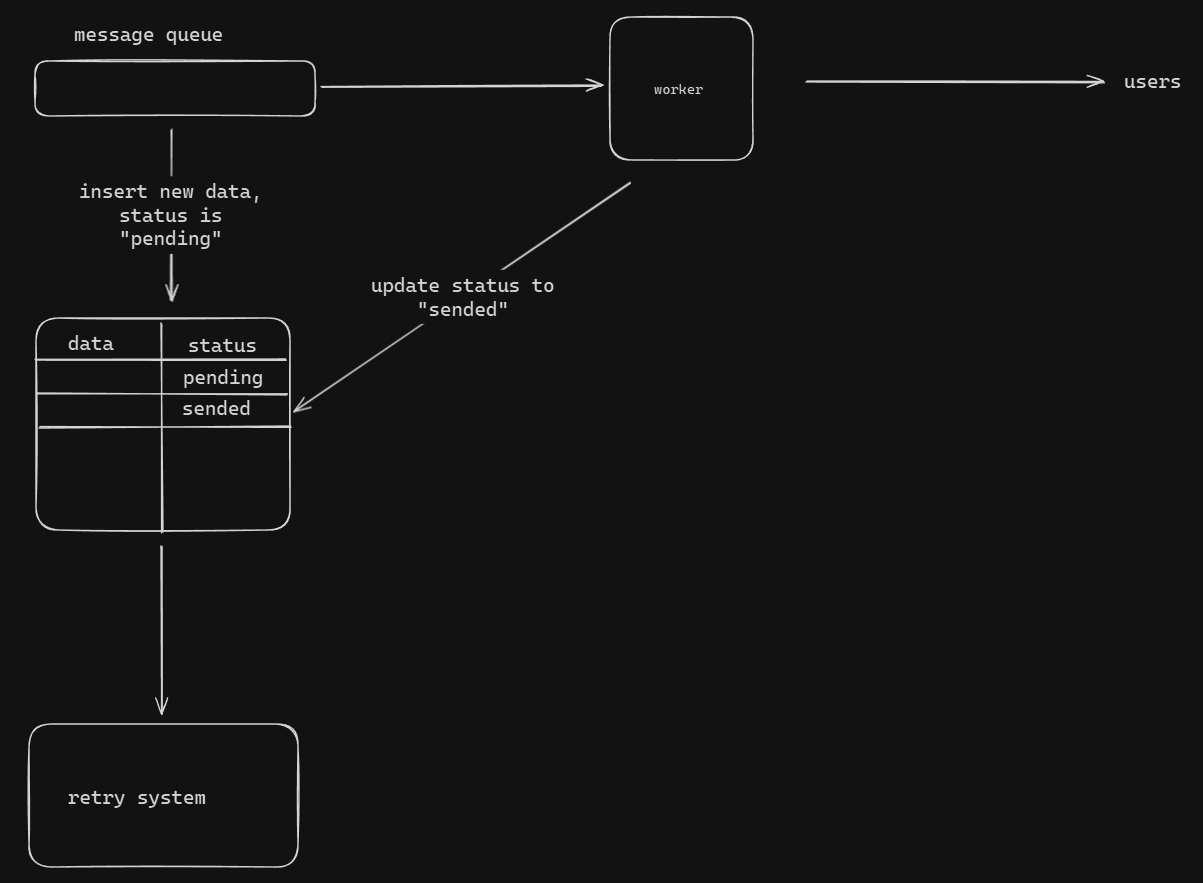 message queue
worker
users
insert new data,
status is
"pending"
update status to
"sended"
data
status
pending
sended
retry system